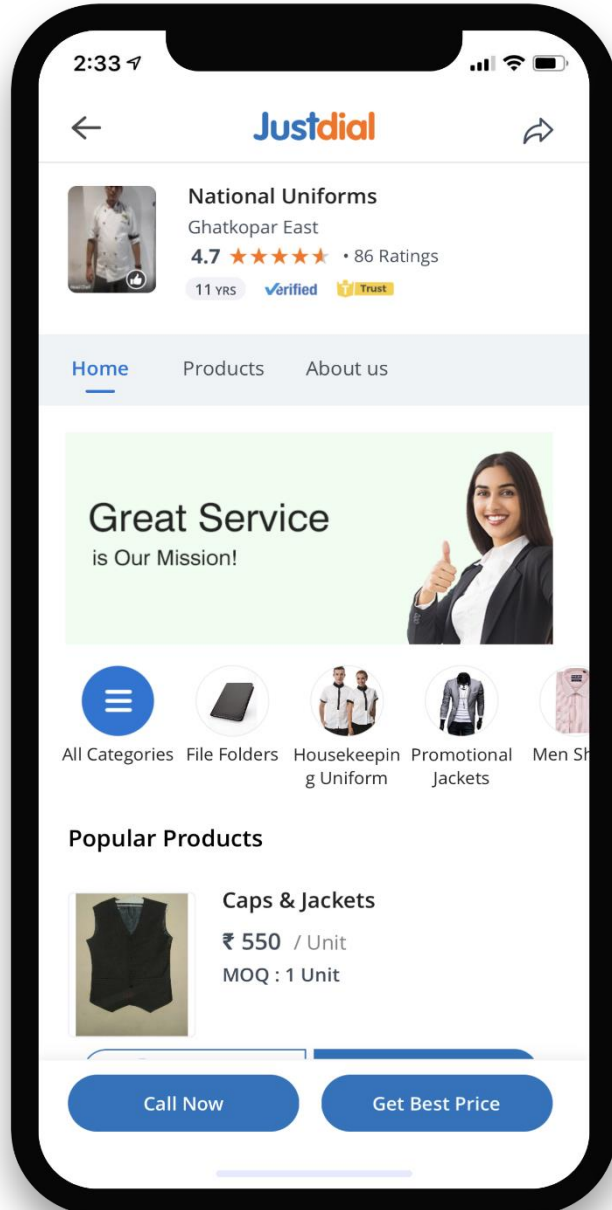 2:33
Justdial
National Uniforms
Ghatkopar East
4.7 ★★★★★ • 86 Ratings
11 YRS Verified T Trust
Home Products About us
Great Service
is Our Mission!
All Categories File Folders Housekeepin Promotional Men Sh
g Uniform Jackets
Popular Products
Caps & Jackets
₹ 550 / Unit
MOQ : 1 Unit
Call Now Get Best Price